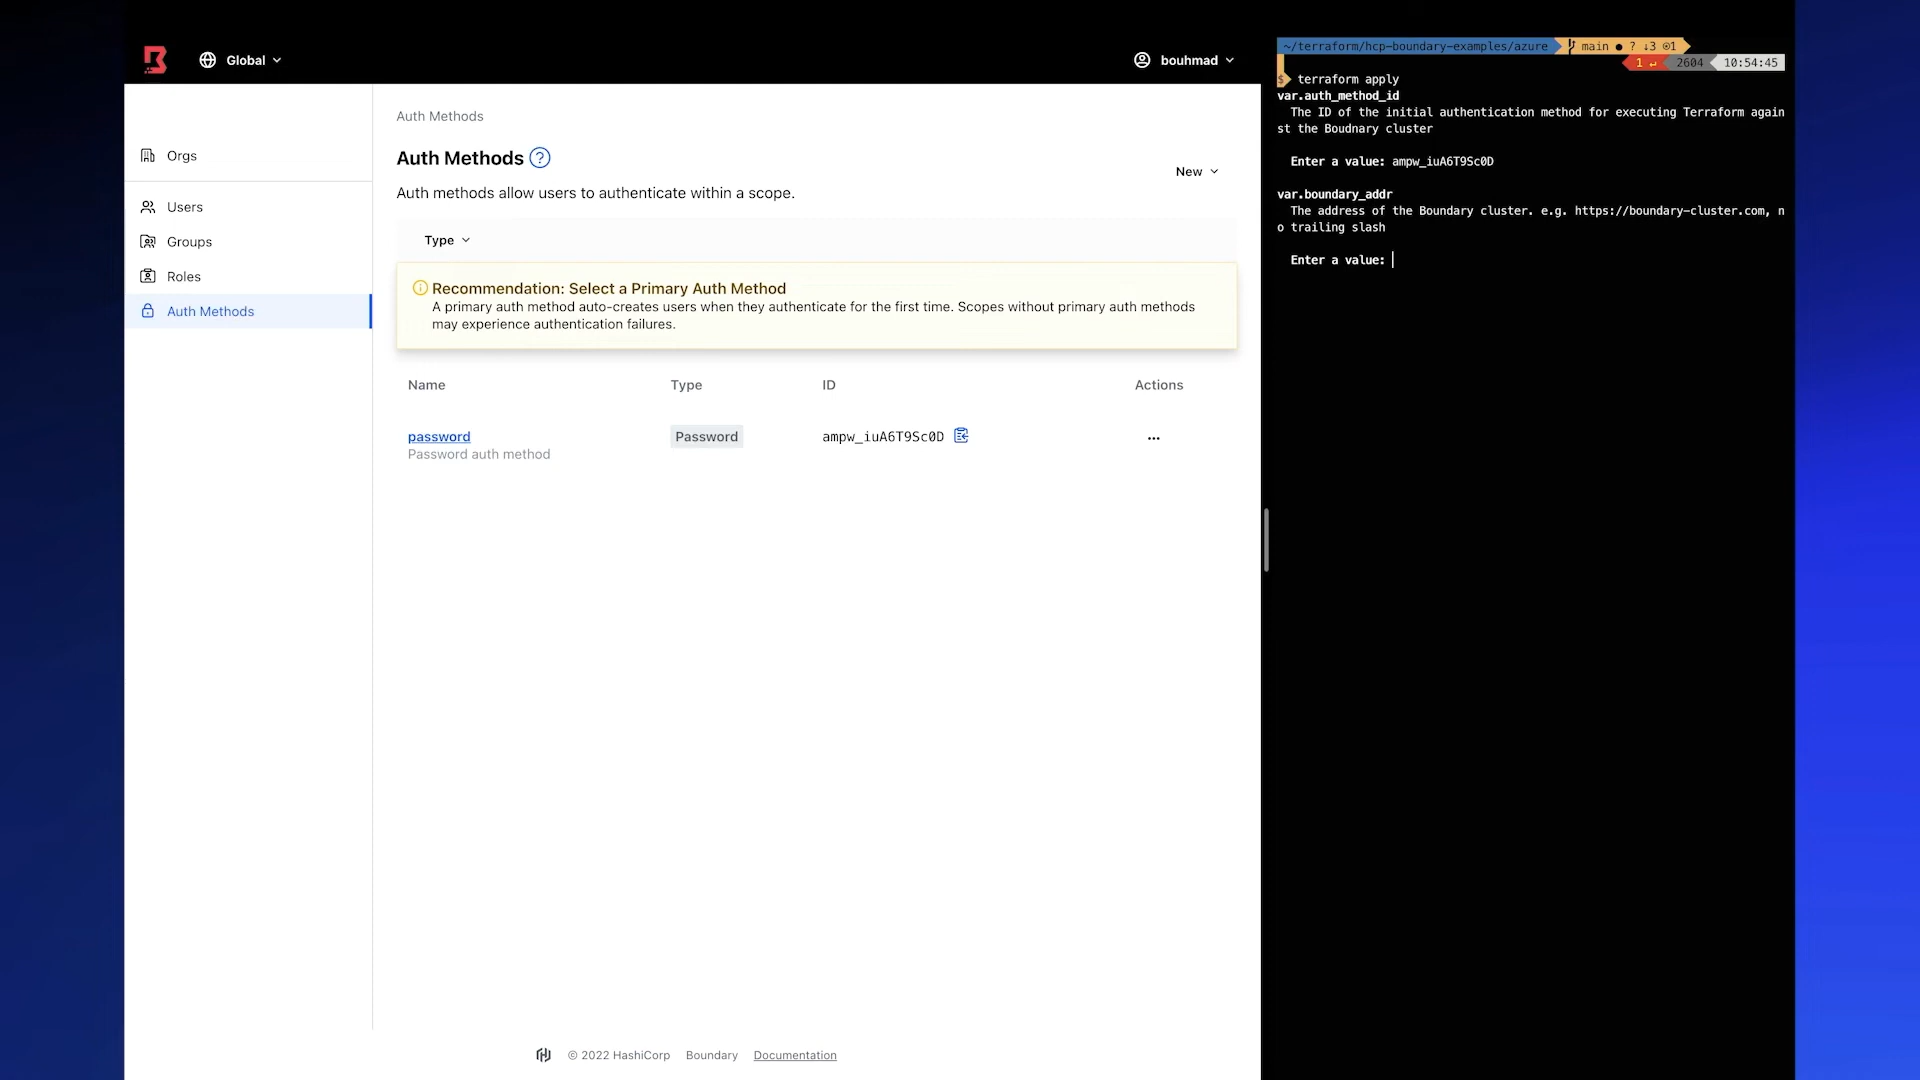 Global
bouhmad
Orgs
Users
Groups
Roles
Auth Methods
Auth Methods
Auth Methods
Auth methods allow users to authenticate within a scope.
New
Type
Recommendation: Select a Primary Auth Method
A primary auth method auto-creates users when they authenticate for the first time. Scopes without primary auth methods
may experience authentication failures.
Name Type ID Actions
password Password ampw_iuA6T9Sc0D ...
Password auth method
© 2022 HashiCorp Boundary Documentation
~/terraform/hcp-boundary-examples/azure main ● ? ↓3 ⊙1
1 ↵ 2604 10:54:45
$ terraform apply
var.auth_method_id
The ID of the initial authentication method for executing Terraform again
st the Boudnary cluster
Enter a value: ampw_iuA6T9Sc0D
var.boundary_addr
The address of the Boundary cluster. e.g. https://boundary-cluster.com, n
o trailing slash
Enter a value: